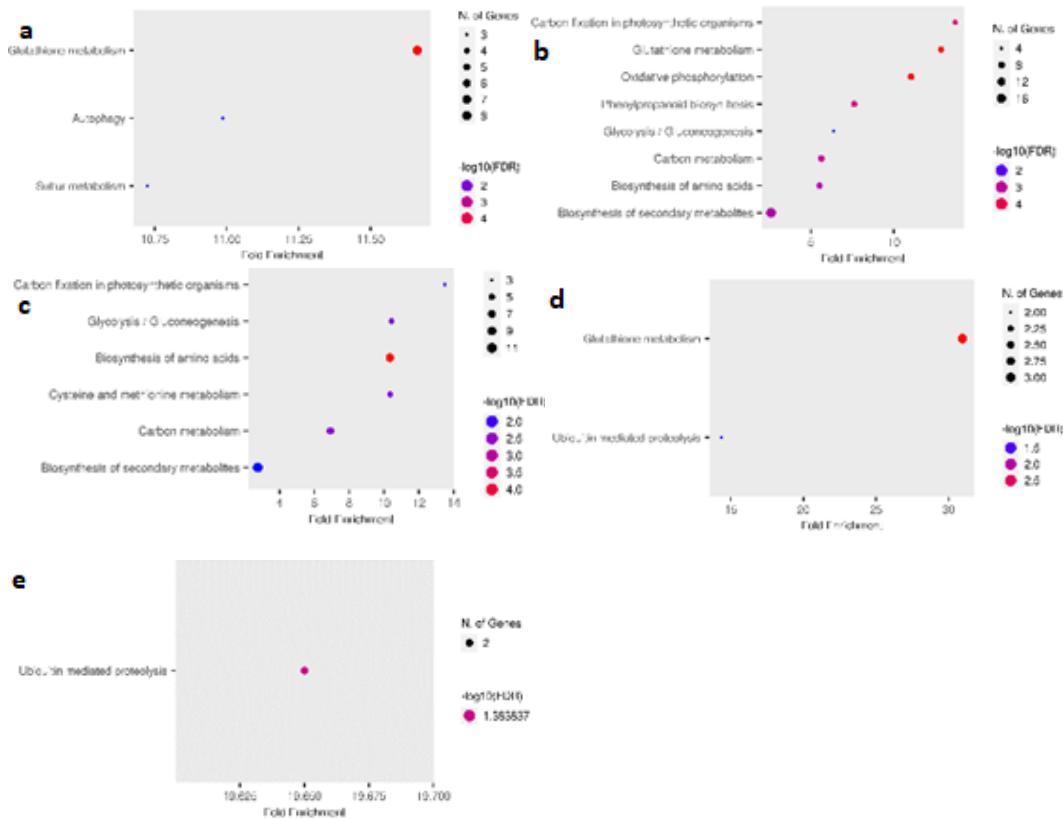 a
Glutathione metabolism
Autophagy
Sulfur metabolism
10.75 11.00 11.25 11.50
Fold Enrichment
N. of Genes
3
4
5
6
7
8
-log10(FDR)
2
3
4
b
Carbon fixation in photosynthetic organisms
Glutathione metabolism
Oxidative phosphorylation
Phenylpropanoid biosynthesis
Glycolysis / Gluconeogenesis
Carbon metabolism
Biosynthesis of amino acids
Biosynthesis of secondary metabolites
10
Fold Enrichment
N. of Genes
4
8
12
16
-log10(FDR)
2
3
4
c
Carbon fixation in photosynthetic organisms
Glycolysis / Gluconeogenesis
Biosynthesis of amino acids
Cysteine and methionine metabolism
Carbon metabolism
Biosynthesis of secondary metabolites
4 6 8 10 12 14
Fold Enrichment
3
5
7
9
11
-log10(FDR)
2.0
2.5
3.0
3.5
4.0
d
Glutathione metabolism
Ubiquitin mediated proteolysis
15 20 25 30
Fold Enrichment
N. of Genes
2.00
2.25
2.50
2.75
3.00
-log10(FDR)
1.5
2.0
2.5
e
Ubiquitin mediated proteolysis
19.625 19.650 19.675 19.700
Fold Enrichment
N. of Genes
2
-log10(FDR)